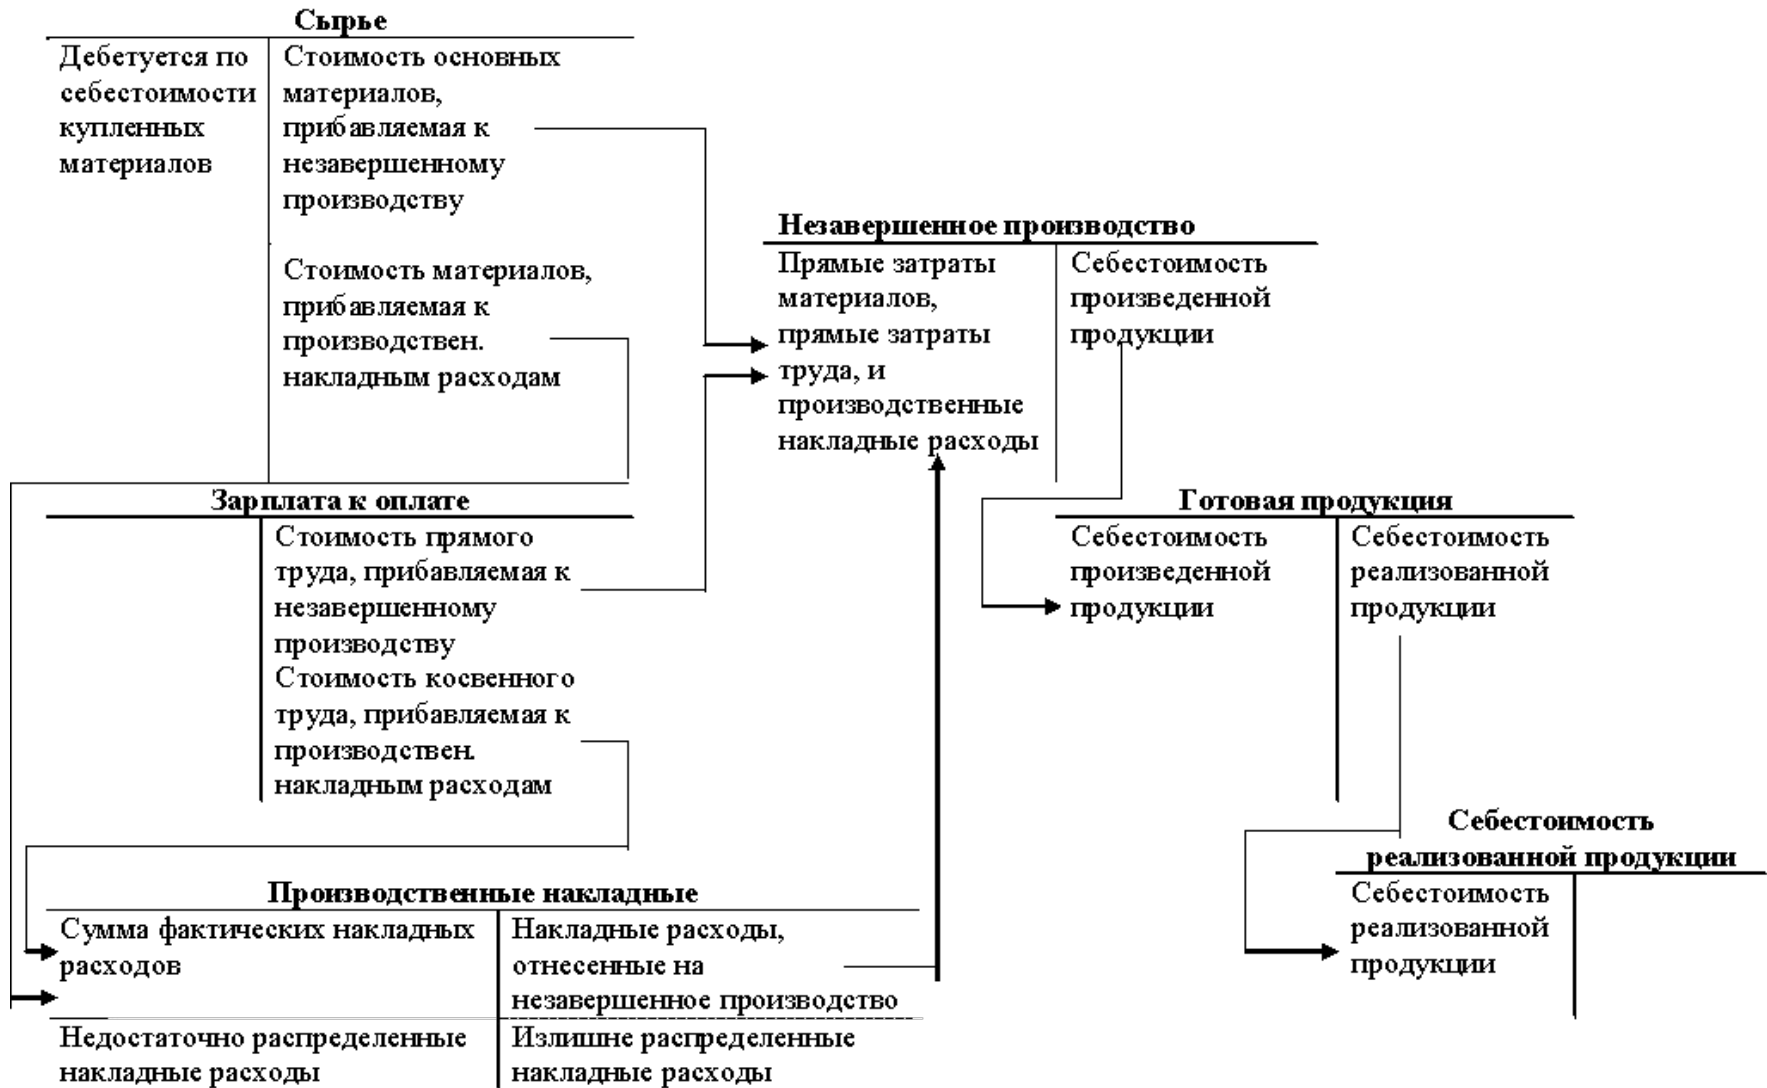 Сырье
Дебетуется по
себестоимости
купленных
материалов
Стоимость основных
материалов,
прибавляемая к
незавершенному
производству
Стоимость материалов,
прибавляемая к
производствен.
накладным расходам
Незавершенное производство
Прямые затраты
материалов,
прямые затраты
труда, и
производственные
накладные расходы
Себестоимость
произведенной
продукции
Зарплата к оплате
Стоимость прямого
труда, прибавляемая к
незавершенному
производству
Стоимость косвенного
труда, прибавляемая к
производствен.
накладным расходам
Готовая продукция
Себестоимость
произведенной
продукции
Себестоимость
реализованной
продукции
Производственные накладные
Сумма фактических накладных
расходов
Накладные расходы,
отнесенные на
незавершенное производство
Недостаточно распределенные
накладные расходы
Излишне распределенные
накладные расходы
Себестоимость
реализованной продукции
Себестоимость
реализованной
продукции